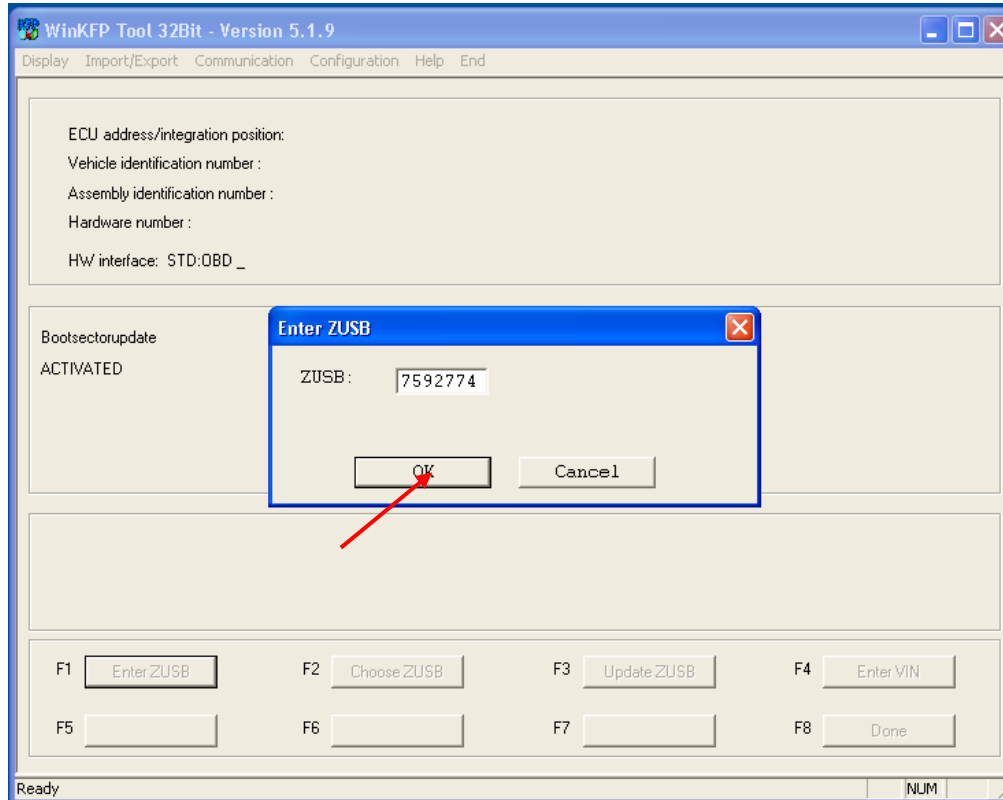 WinKFP Tool 32Bit - Version 5.1.9
Display Import/Export Communication Configuration Help End
ECU address/integration position:
Vehicle identification number :
Assembly identification number :
Hardware number :
HW interface: STD:OBD _
Bootsectorupdate
ACTIVATED
Enter ZUSB
ZUSB: 7592774
OK Cancel
F1 Enter ZUSB F2 Choose ZUSB F3 Update ZUSB F4 Enter VIN
F5 F6 F7 F8 Done
Ready NUM